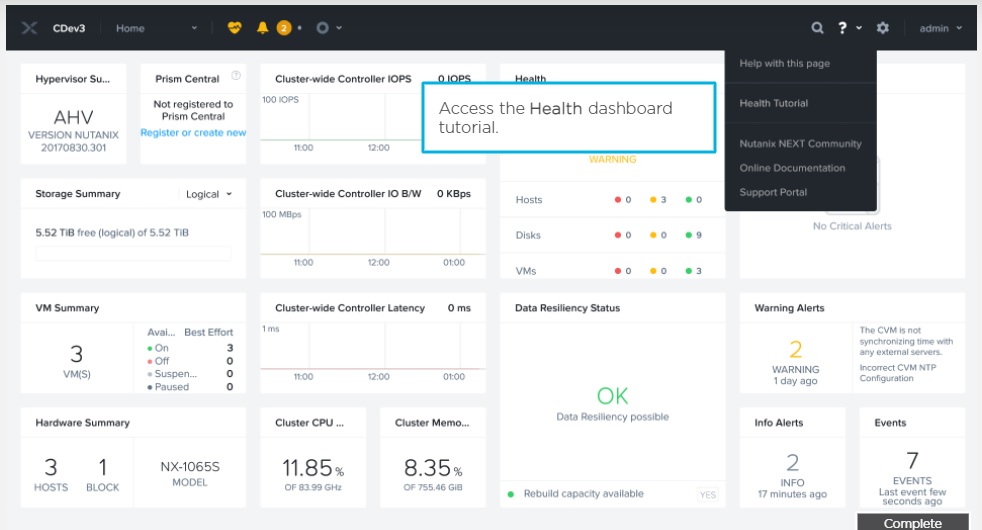 CDev3
Home
2
?
admin
Hypervisor Su...
AHV
VERSION NUTANIX
20170830.301
Prism Central ?
Not registered to
Prism Central
Register or create new
Cluster-wide Controller IOPS 0 IOPS
100 IOPS
11:00 12:00
Health
WARNING
Hosts 0 3 0
Disks 0 0 9
VMs 0 0 3
Access the Health dashboard
tutorial.
Help with this page
Health Tutorial
Nutanix NEXT Community
Online Documentation
Support Portal
No Critical Alerts
Storage Summary Logical
5.52 TiB free (logical) of 5.52 TiB
Cluster-wide Controller IO B/W 0 KBps
100 MBps
11:00 12:00 01:00
VM Summary
3
VM(S)
Avai... Best Effort
On 3
Off 0
Suspen... 0
Paused 0
Cluster-wide Controller Latency 0 ms
1 ms
11:00 12:00 01:00
Data Resiliency Status
OK
Data Resiliency possible
Rebuild capacity available YES
Warning Alerts
2
WARNING
1 day ago
The CVM is not
synchronizing time with
any external servers.
Incorrect CVM NTP
Configuration
Hardware Summary
3
HOSTS
1
BLOCK
NX-1065S
MODEL
Cluster CPU ...
11.85 %
OF 83.99 GHz
Cluster Memo...
8.35 %
OF 755.46 GiB
Info Alerts
2
INFO
17 minutes ago
Events
7
EVENTS
Last event few
seconds ago
Complete